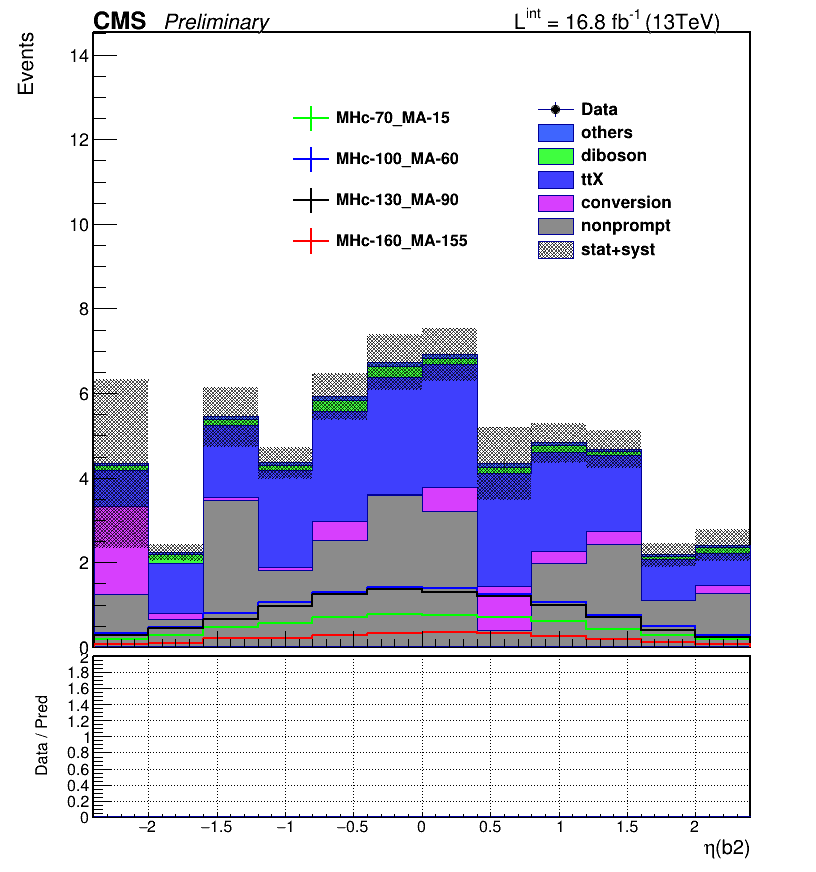 CMS Preliminary
L^int = 16.8 fb^-1 (13TeV)
Events
14
12
10
8
6
4
2
0
MHc-70_MA-15
MHc-100_MA-60
MHc-130_MA-90
MHc-160_MA-155
Data
others
diboson
ttX
conversion
nonprompt
stat+syst
Data / Pred
2
1.8
1.6
1.4
1.2
1
0.8
0.6
0.4
0.2
0
−2 −1.5 −1 −0.5 0 0.5 1 1.5 2
η(b2)